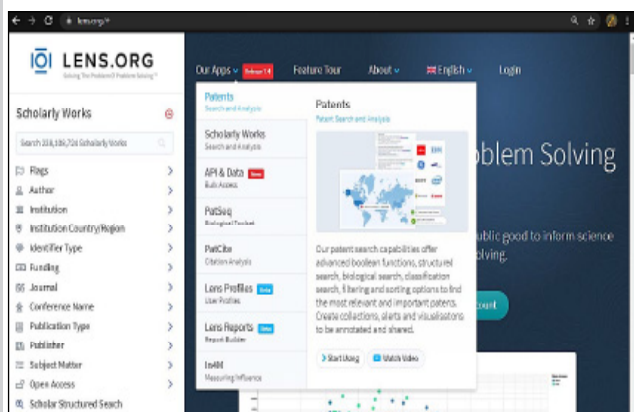 lens.org/#
LENS.ORG
Solving The Problem Of Problem Solving™
Our Apps
Feature Tour
About
English
Login
Scholarly Works
Flags
Author
Institution
Institution Country/Region
Identifier Type
Funding
Journal
Conference Name
Publication Type
Publisher
Subject Matter
Open Access
Scholar Structured Search
Patents
Search and Analysis
Scholarly Works
Search and Analysis
API & Data New
Bulk Access
PatSeq
Biological Toolset
PatCite
Citation Analysis
Lens Profiles Beta
User Profiles
Lens Reports Beta
Report Builder
In4M
Measuring Influence
Patents
Patent Search and Analysis
Our patent search capabilities offer
advanced boolean functions, structured
search, biological search, classification
search, filtering and sorting options to find
the most relevant and important patents.
Create collections, alerts and visualisations
to be annotated and shared.
Start Using
Watch Video
oblem Solving
ublic good to inform science
olving.
count